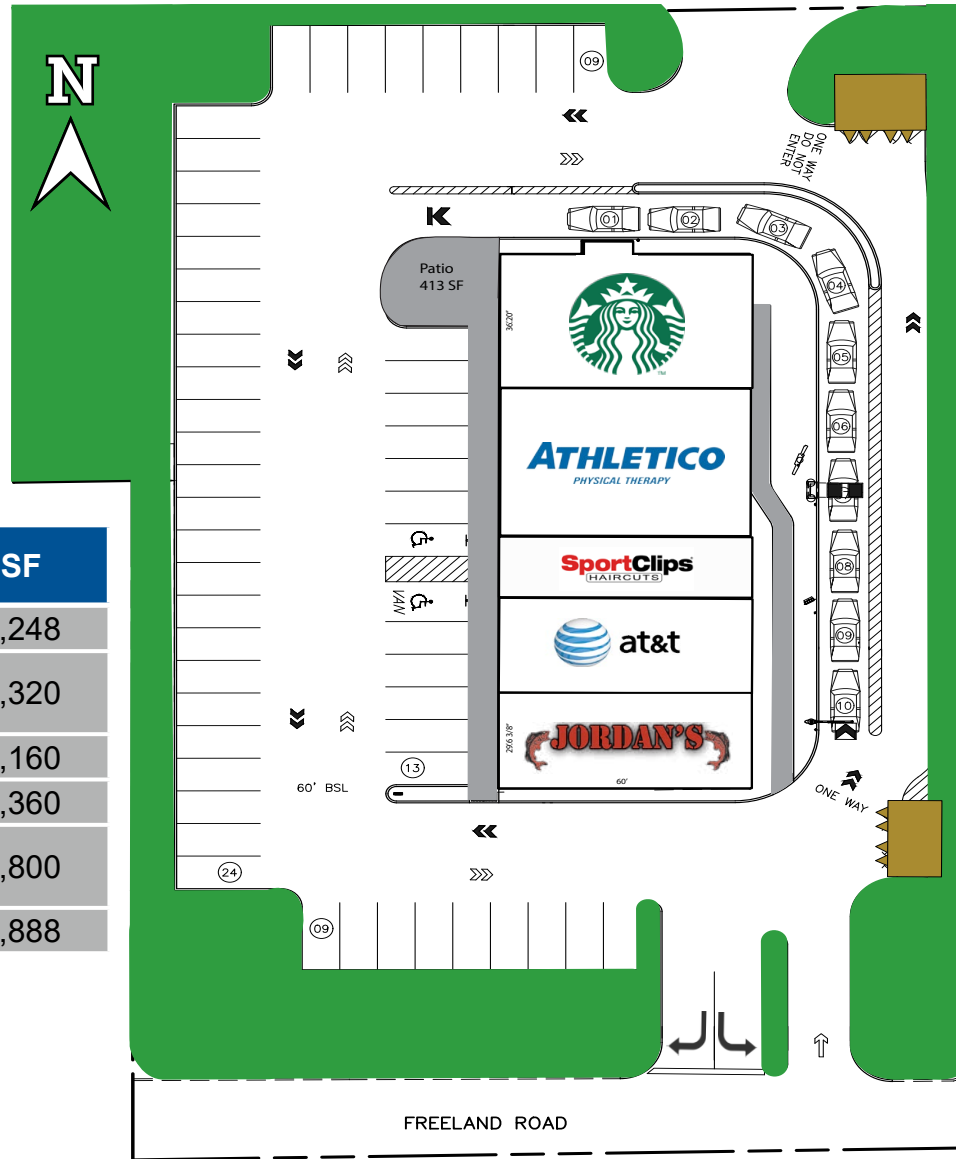 N
09
ONE WAY
DO NOT
ENTER
01
02
03
04
05
06
08
09
10
Patio
413 SF
36'20"
TM
ATHLETICO
PHYSICAL THERAPY
SportClips
HAIRCUTS
at&t
JORDAN'S
29'6 3/8"
60'
VAN
SF
,248
,320
,160
,360
,800
,888
13
60' BSL
ONE WAY
24
09
FREELAND ROAD